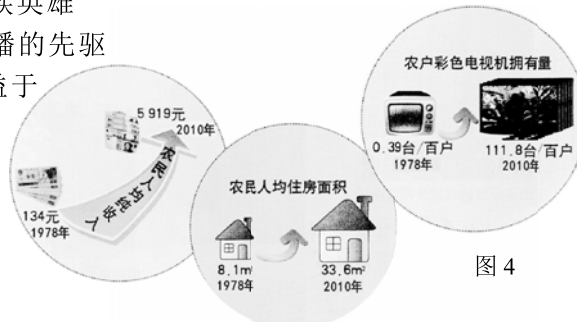 族英雄
播的先驱
益于
5 919元
2010年
农民人均纯收入
134元
1978年
农民人均住房面积
8.1m²
1978年
33.6m²
2010年
农户彩色电视机拥有量
0.39台/百户
1978年
111.8台/百户
2010年
图4